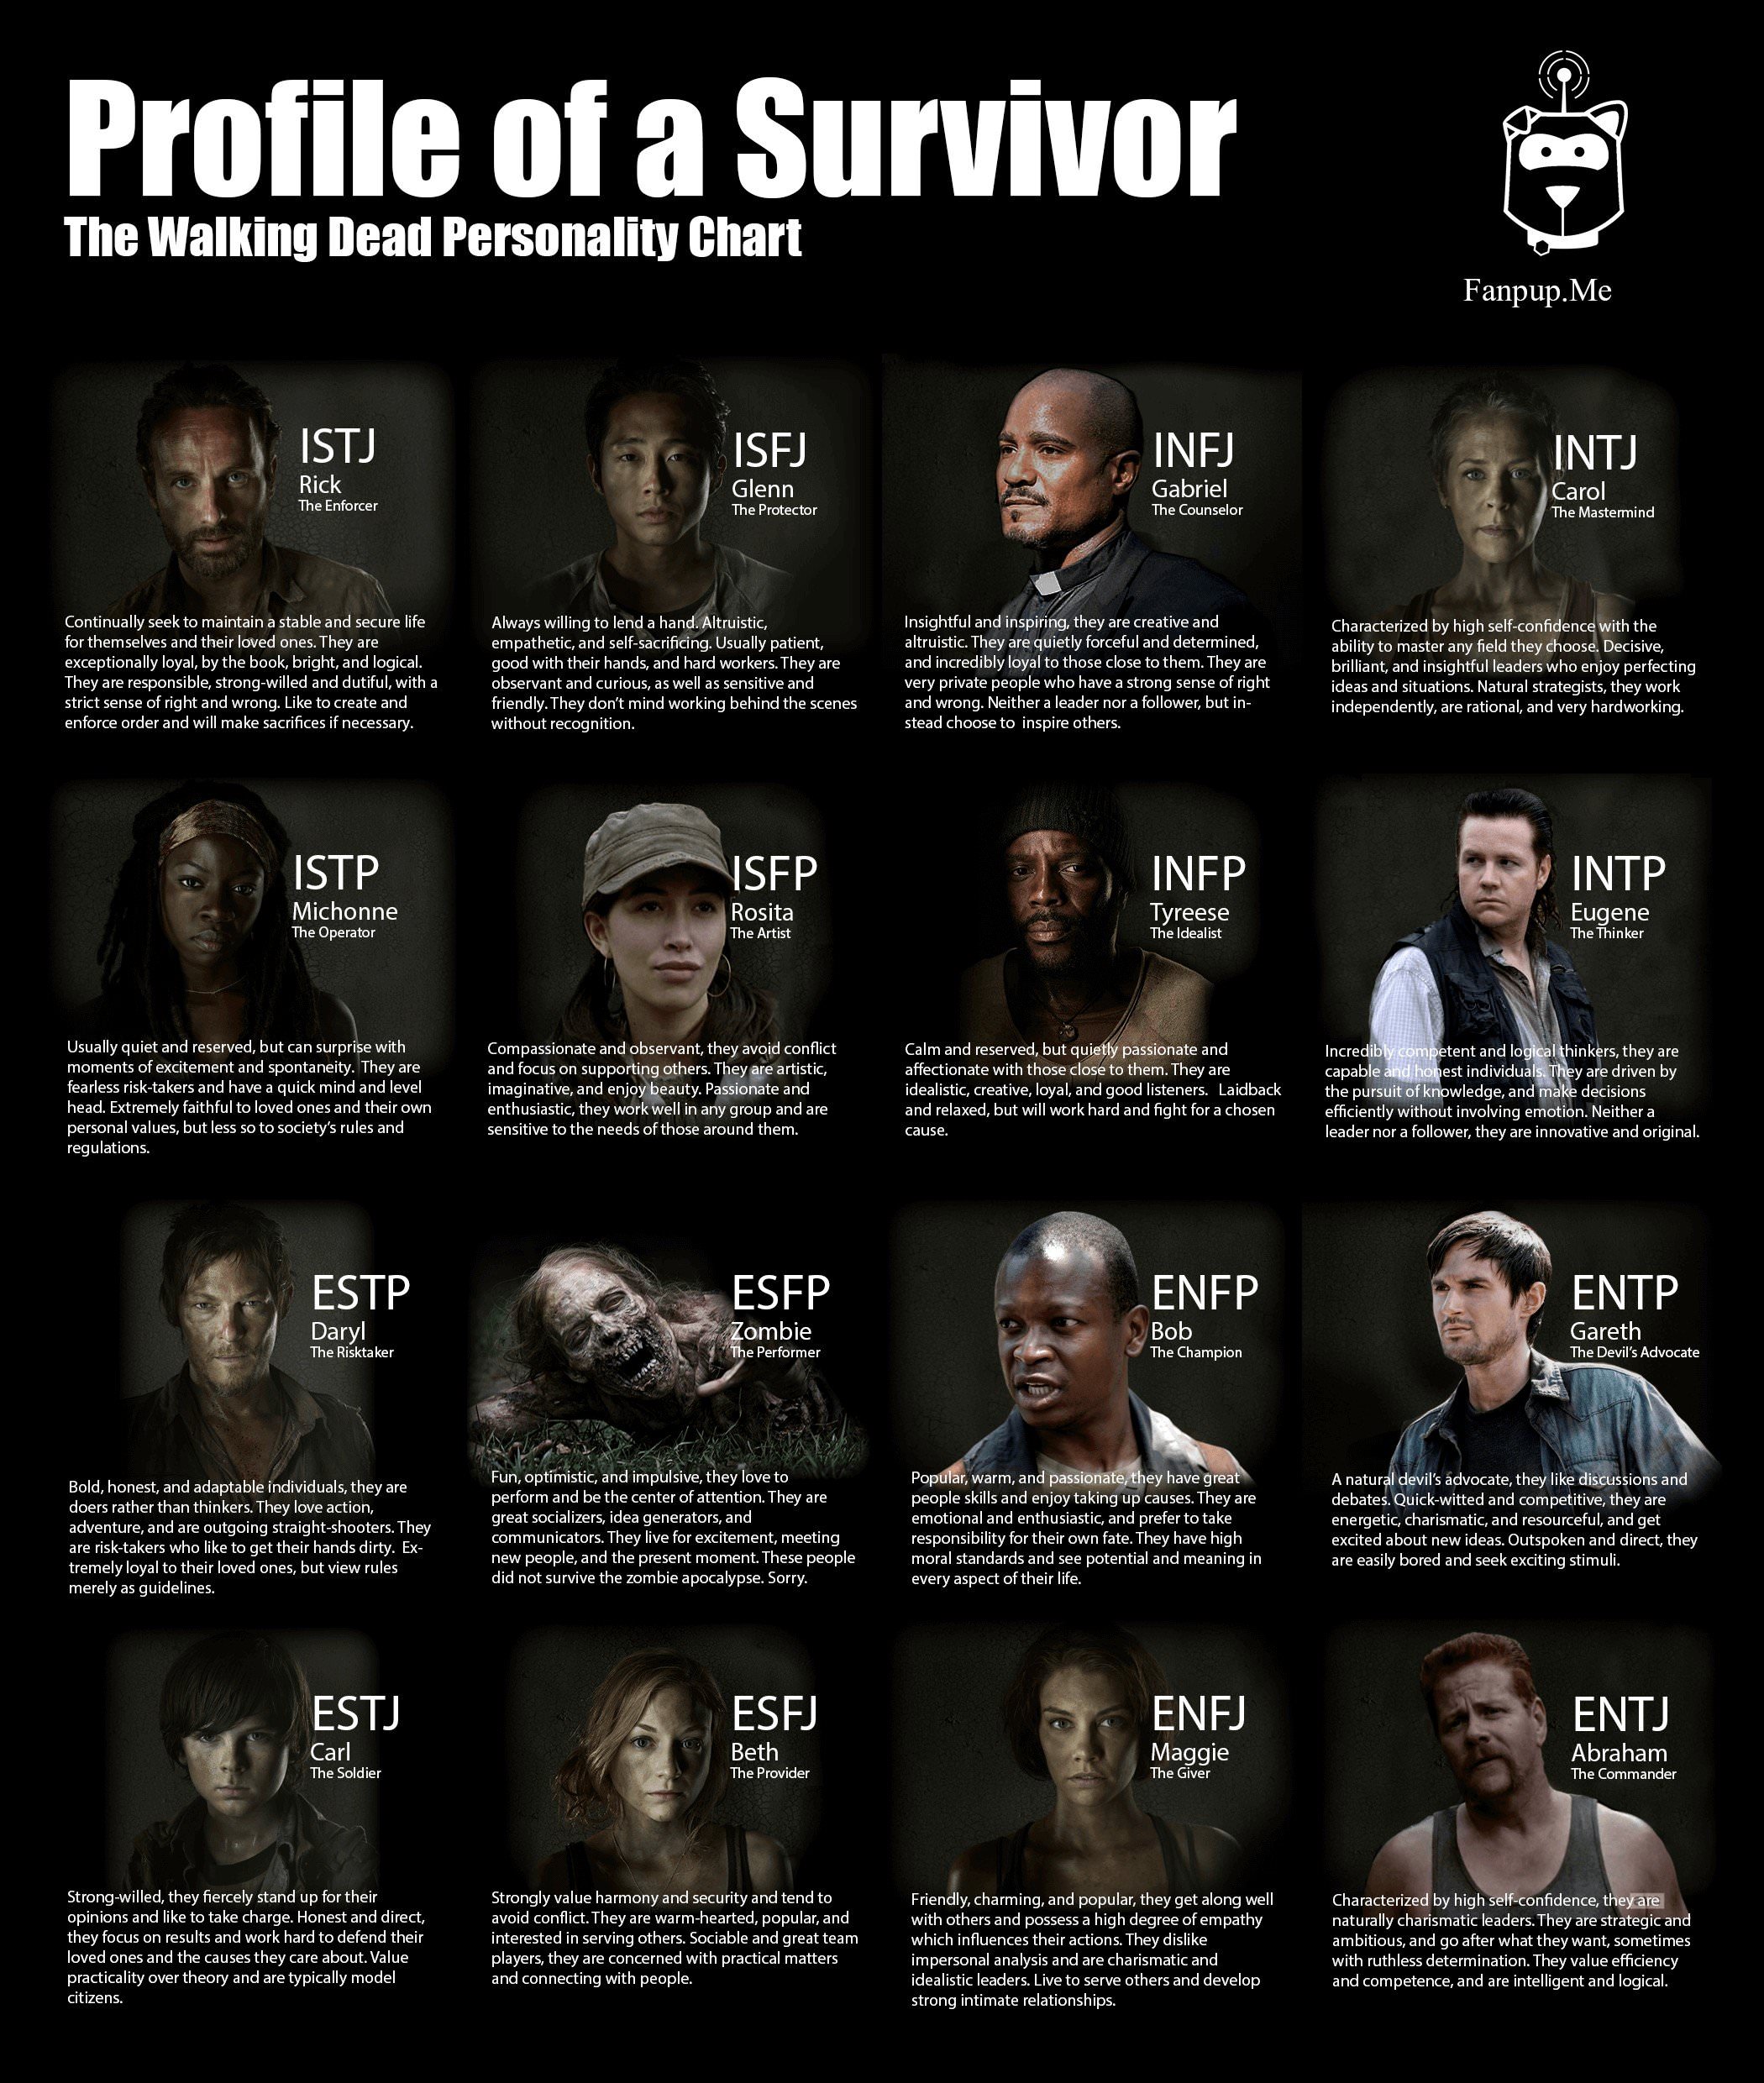 Profile of a Survivor
The Walking Dead Personality Chart
Fanpup.Me
ISTJ
Rick
The Enforcer
Continually seek to maintain a stable and secure life
for themselves and their loved ones. They are
exceptionally loyal, by the book, bright, and logical.
They are responsible, strong-willed and dutiful, with a
strict sense of right and wrong. Like to create and
enforce order and will make sacrifices if necessary.
ISFJ
Glenn
The Protector
Always willing to lend a hand. Altruistic,
empathetic, and self-sacrificing. Usually patient,
good with their hands, and hard workers. They are
observant and curious, as well as sensitive and
friendly. They don't mind working behind the scenes
without recognition.
INFJ
Gabriel
The Counselor
Insightful and inspiring, they are creative and
altruistic. They are quietly forceful and determined,
and incredibly loyal to those close to them. They are
very private people who have a strong sense of right
and wrong. Neither a leader nor a follower, but in-
stead choose to inspire others.
INTJ
Carol
The Mastermind
Characterized by high self-confidence with the
ability to master any field they choose. Decisive,
brilliant, and insightful leaders who enjoy perfecting
ideas and situations. Natural strategists, they work
independently, are rational, and very hardworking.
ISTP
Michonne
The Operator
Usually quiet and reserved, but can surprise with
moments of excitement and spontaneity. They are
fearless risk-takers and have a quick mind and level
head. Extremely faithful to loved ones and their own
personal values, but less so to society's rules and
regulations.
ISFP
Rosita
The Artist
Compassionate and observant, they avoid conflict
and focus on supporting others. They are artistic,
imaginative, and enjoy beauty. Passionate and
enthusiastic, they work well in any group and are
sensitive to the needs of those around them.
INFP
Tyreese
The Idealist
Calm and reserved, but quietly passionate and
affectionate with those close to them. They are
idealistic, creative, loyal, and good listeners. Laidback
and relaxed, but will work hard and fight for a chosen
cause.
INTP
Eugene
The Thinker
Incredibly competent and logical thinkers, they are
capable and honest individuals. They are driven by
the pursuit of knowledge, and make decisions
efficiently without involving emotion. Neither a
leader nor a follower, they are innovative and original.
ESTP
Daryl
The Risktaker
Bold, honest, and adaptable individuals, they are
doers rather than thinkers. They love action,
adventure, and are outgoing straight-shooters. They
are risk-takers who like to get their hands dirty. Ex-
tremely loyal to their loved ones, but view rules
merely as guidelines.
ESFP
Zombie
The Performer
Fun, optimistic, and impulsive, they love to
perform and be the center of attention. They are
great socializers, idea generators, and
communicators. They live for excitement, meeting
new people, and the present moment. These people
did not survive the zombie apocalypse. Sorry.
ENFP
Bob
The Champion
Popular, warm, and passionate, they have great
people skills and enjoy taking up causes. They are
emotional and enthusiastic, and prefer to take
responsibility for their own fate. They have high
moral standards and see potential and meaning in
every aspect of their life.
ENTP
Gareth
The Devil's Advocate
A natural devil's advocate, they like discussions and
debates. Quick-witted and competitive, they are
energetic, charismatic, and resourceful, and get
excited about new ideas. Outspoken and direct, they
are easily bored and seek exciting stimuli.
ESTJ
Carl
The Soldier
Strong-willed, they fiercely stand up for their
opinions and like to take charge. Honest and direct,
they focus on results and work hard to defend their
loved ones and the causes they care about. Value
practicality over theory and are typically model
citizens.
ESFJ
Beth
The Provider
Strongly value harmony and security and tend to
avoid conflict. They are warm-hearted, popular, and
interested in serving others. Sociable and great team
players, they are concerned with practical matters
and connecting with people.
ENFJ
Maggie
The Giver
Friendly, charming, and popular, they get along well
with others and possess a high degree of empathy
which influences their actions. They dislike
impersonal analysis and are charismatic and
idealistic leaders. Live to serve others and develop
strong intimate relationships.
ENTJ
Abraham
The Commander
Characterized by high self-confidence, they are
naturally charismatic leaders. They are strategic and
ambitious, and go after what they want, sometimes
with ruthless determination. They value efficiency
and competence, and are intelligent and logical.